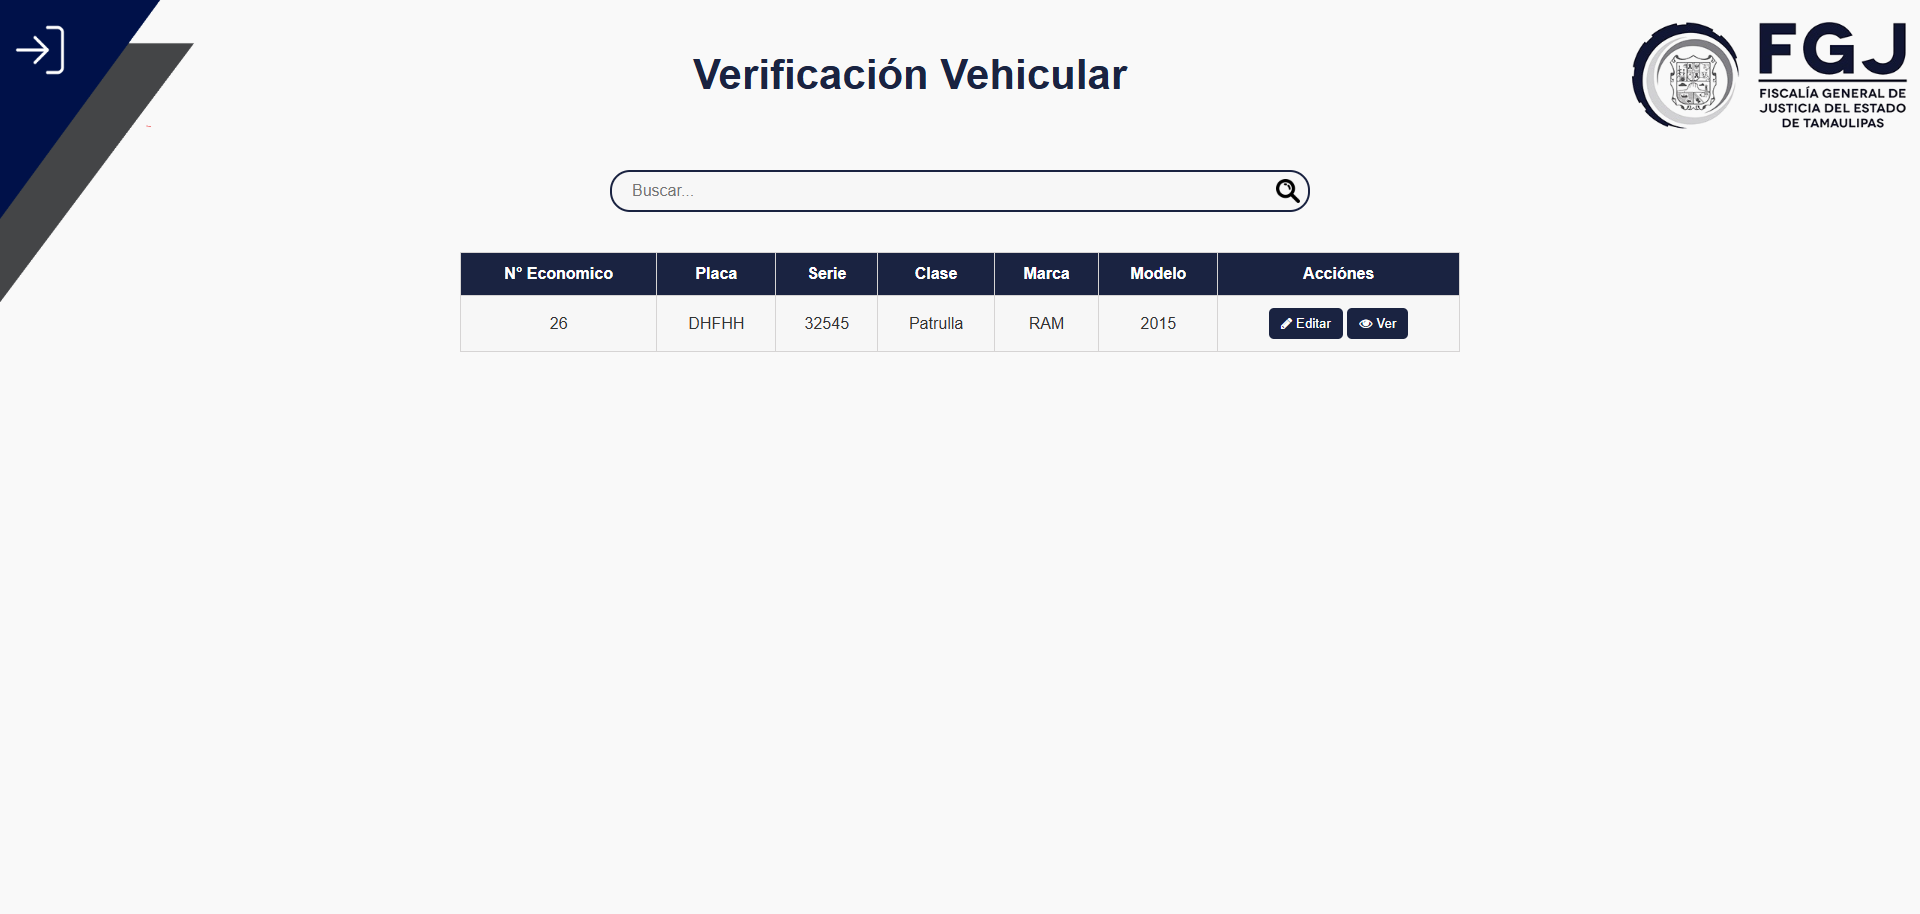 Verificación Vehicular
FGJ
FISCALÍA GENERAL DE
JUSTICIA DEL ESTADO
DE TAMAULIPAS
Buscar...
N° Economico Placa Serie Clase Marca Modelo Acciónes
26 DHFHH 32545 Patrulla RAM 2015 Editar Ver